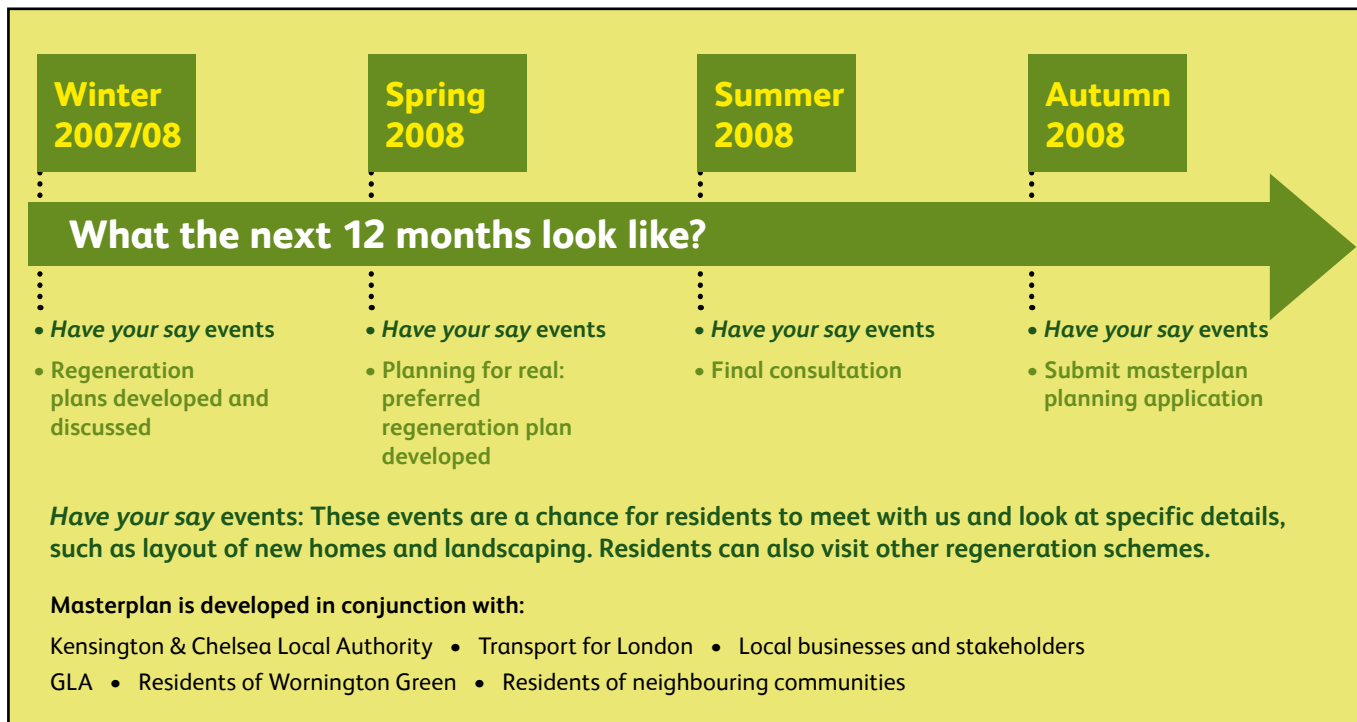 Winter
2007/08
Spring
2008
Summer
2008
Autumn
2008
What the next 12 months look like?
• Have your say events
• Regeneration
plans developed and
discussed
• Have your say events
• Planning for real:
preferred
regeneration plan
developed
• Have your say events
• Final consultation
• Have your say events
• Submit masterplan
planning application
Have your say events: These events are a chance for residents to meet with us and look at specific details,
such as layout of new homes and landscaping. Residents can also visit other regeneration schemes.
Masterplan is developed in conjunction with:
Kensington & Chelsea Local Authority • Transport for London • Local businesses and stakeholders
GLA • Residents of Wornington Green • Residents of neighbouring communities